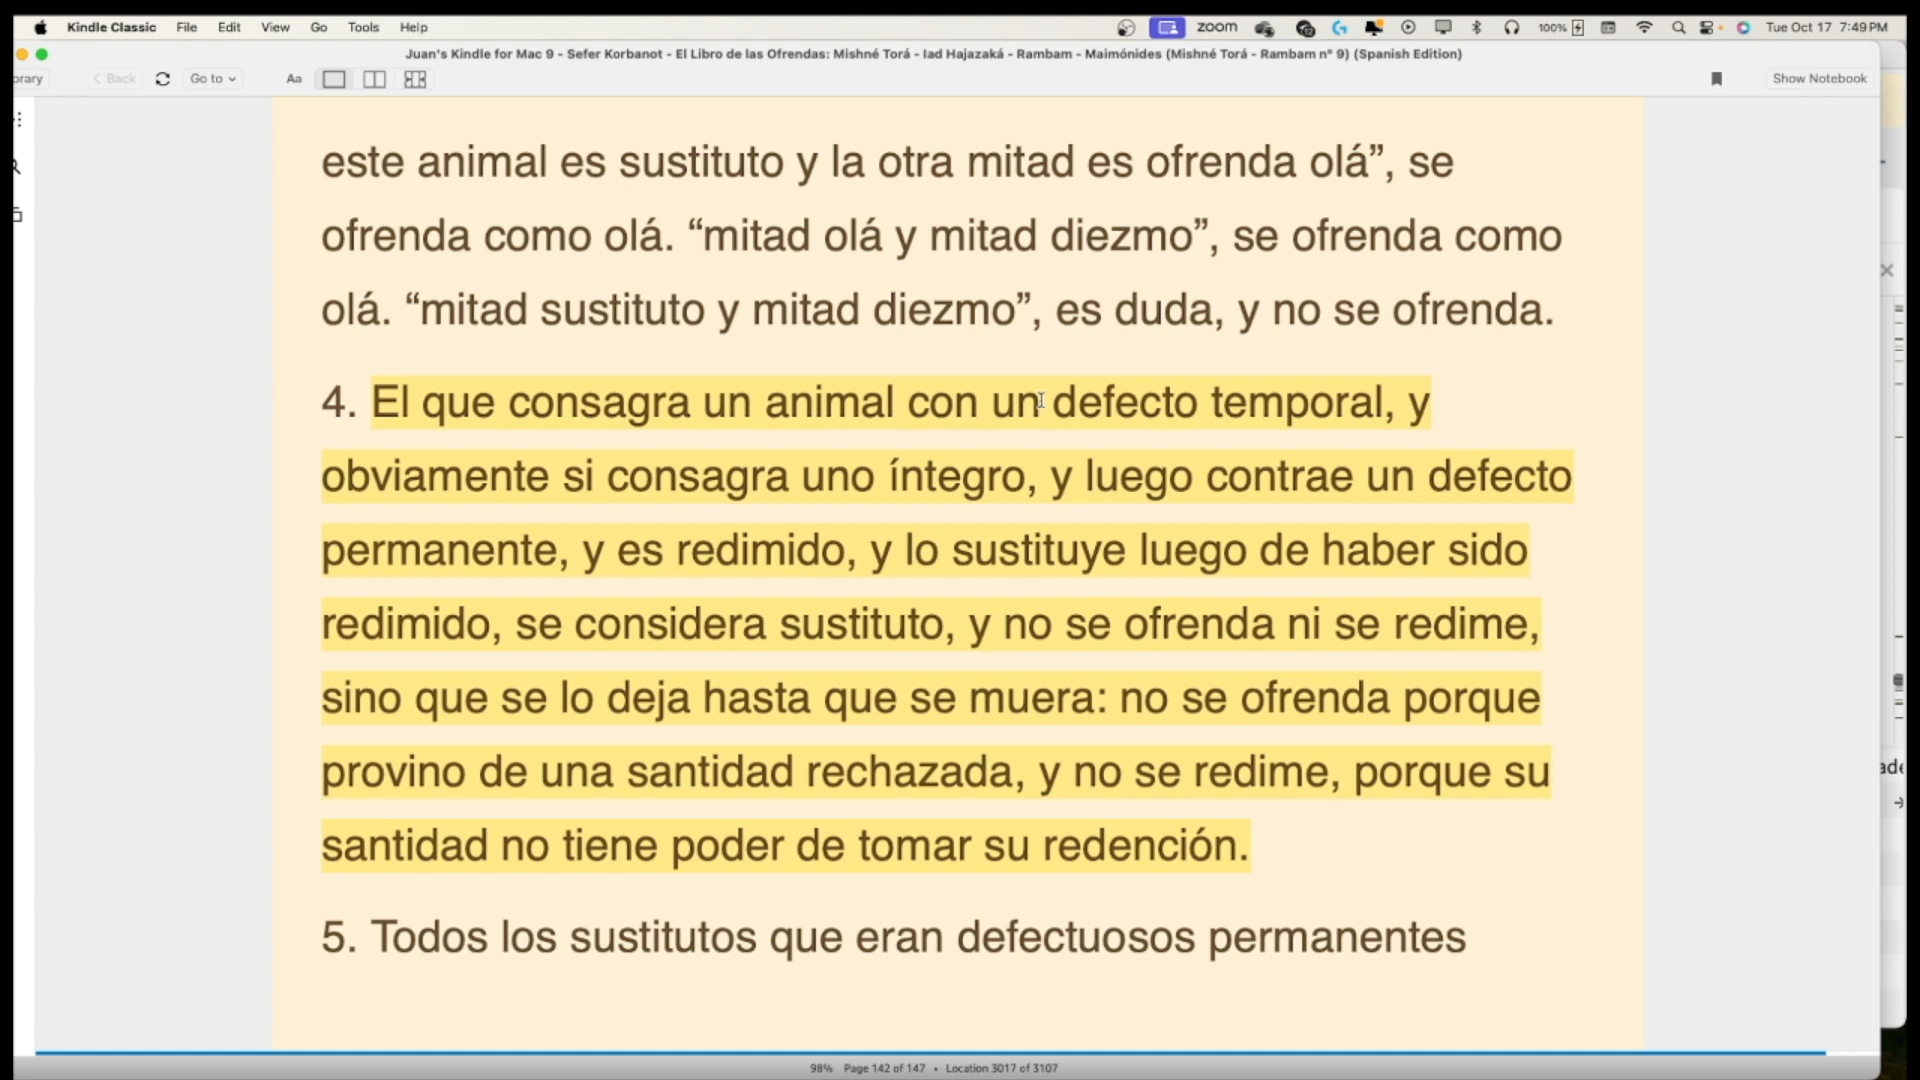 Kindle Classic File Edit View Go Tools Help zoom 100% Tue Oct 17 7:49 PM
Juan's Kindle for Mac 9 - Sefer Korbanot - El Libro de las Ofrendas: Mishné Torá - Iad Hajazaká - Rambam - Maimónides (Mishné Torá - Rambam nº 9) (Spanish Edition)
Back Go to Aa Show Notebook
este animal es sustituto y la otra mitad es ofrenda olá”, se
ofrenda como olá. “mitad olá y mitad diezmo”, se ofrenda como
olá. “mitad sustituto y mitad diezmo”, es duda, y no se ofrenda.
4. El que consagra un animal con un defecto temporal, y
obviamente si consagra uno íntegro, y luego contrae un defecto
permanente, y es redimido, y lo sustituye luego de haber sido
redimido, se considera sustituto, y no se ofrenda ni se redime,
sino que se lo deja hasta que se muera: no se ofrenda porque
provino de una santidad rechazada, y no se redime, porque su
santidad no tiene poder de tomar su redención.
5. Todos los sustitutos que eran defectuosos permanentes
98% Page 142 of 147 • Location 3017 of 3107